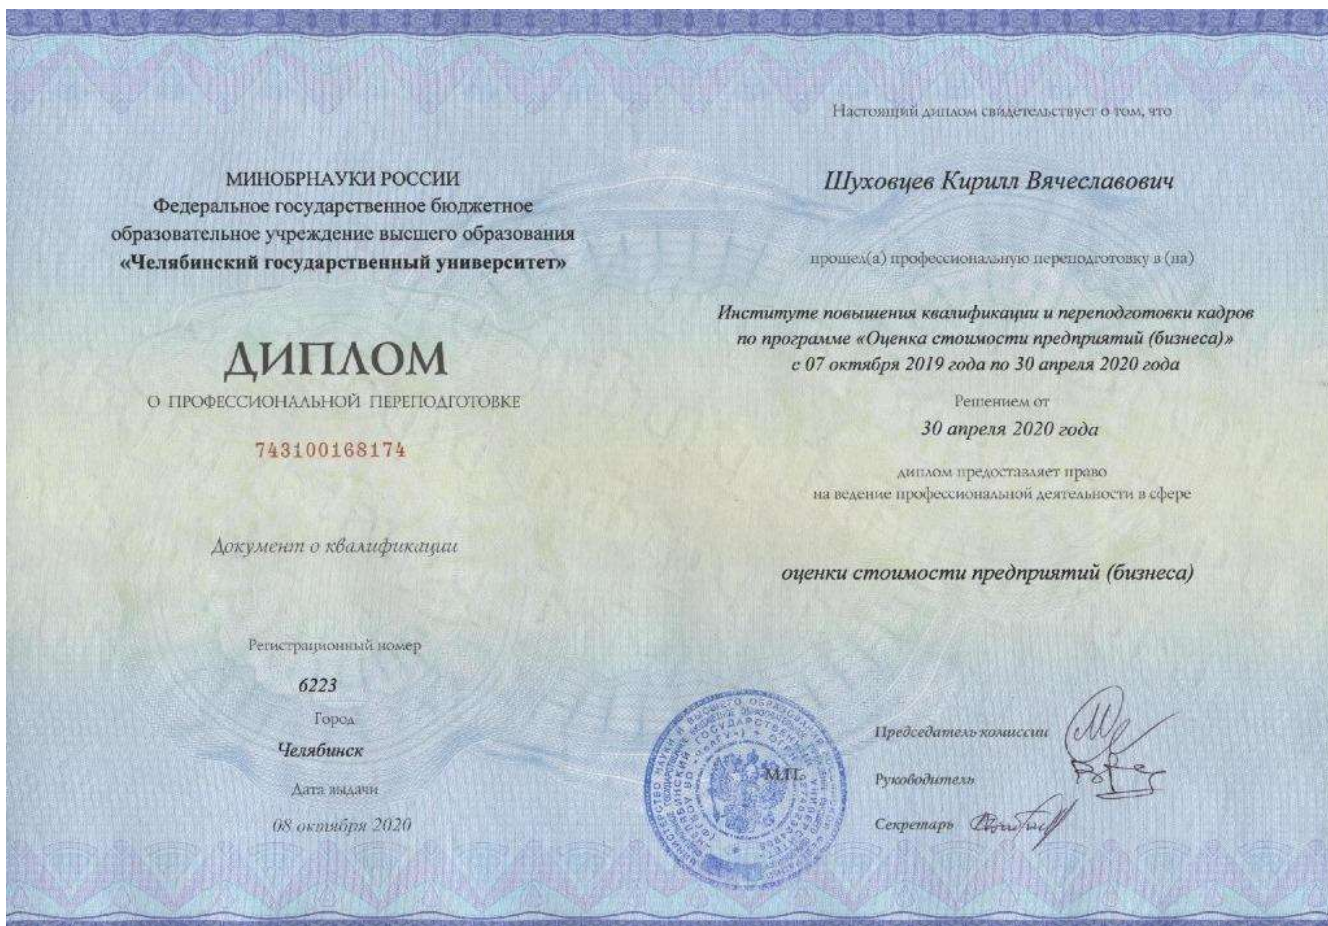 МИНОБРНАУКИ РОССИИ
Федеральное государственное бюджетное
образовательное учреждение высшего образования
«Челябинский государственный университет»
ДИПЛОМ
О ПРОФЕССИОНАЛЬНОЙ ПЕРЕПОДГОТОВКЕ
743100168174
Документ о квалификации
Регистрационный номер
6223
Город
Челябинск
Дата выдачи
08 октября 2020
Настоящий диплом свидетельствует о том, что
Шуховцев Кирилл Вячеславович
прошел(а) профессиональную переподготовку в (на)
Институте повышения квалификации и переподготовки кадров
по программе «Оценка стоимости предприятий (бизнеса)»
с 07 октября 2019 года по 30 апреля 2020 года
Решением от
30 апреля 2020 года
диплом предоставляет право
на ведение профессиональной деятельности в сфере
оценки стоимости предприятий (бизнеса)
М.П.
Председатель комиссии
Руководитель
Секретарь